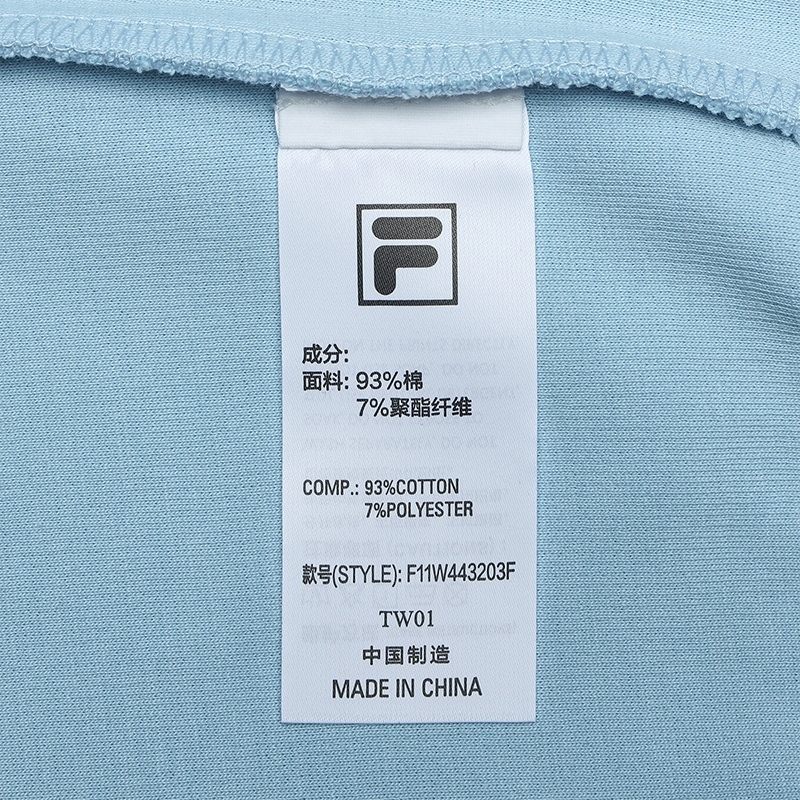 F
成分:
面料: 93%棉
7%聚酯纤维
COMP.: 93%COTTON
7%POLYESTER
款号(STYLE): F11W443203F
TW01
中国制造
MADE IN CHINA